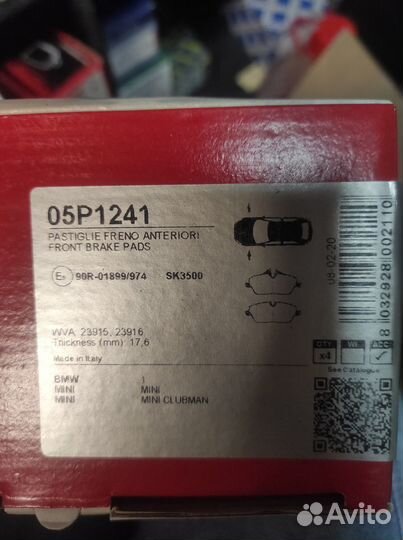 05P1241
PASTIGLIE FRENO ANTERIORI
FRONT BRAKE PADS
90R-01899/974 SK3500
WVA: 23915, 23916
Thickness (mm): 17,6
Made in Italy
BMW 1
MINI MINI
MINI MINI CLUBMAN
08-02-20
8 032928 002110
QTY WI. ACC
x4 ✓
See Catalogue
Avito